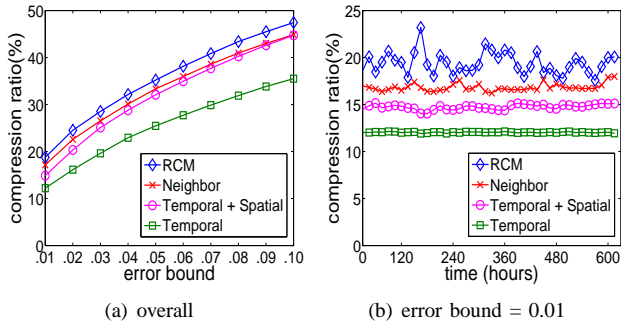 compression ratio(%)
50
40
30
20
10
0
RCM
Neighbor
Temporal + Spatial
Temporal
.01 .02 .03 .04 .05 .06 .07 .08 .09 .10
error bound
(a) overall
compression ratio(%)
25
20
15
10
5
0
RCM
Neighbor
Temporal + Spatial
Temporal
0 120 240 360 480 600
time (hours)
(b) error bound = 0.01